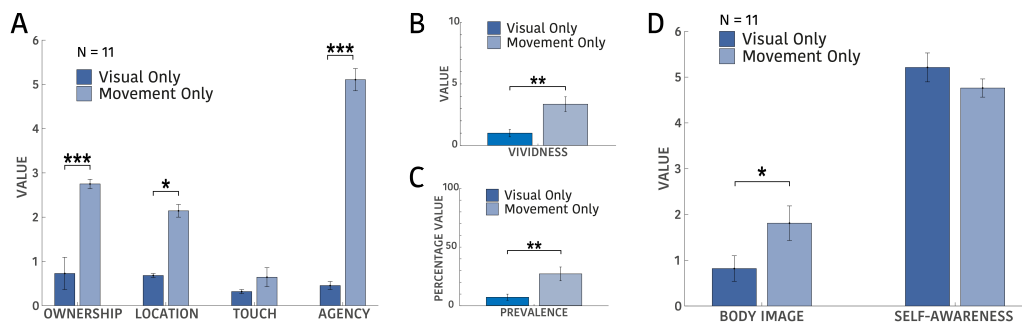 A
N = 11
Visual Only
Movement Only
VALUE
6
5
4
3
2
1
0
***
*
***
OWNERSHIP LOCATION TOUCH AGENCY
B
Visual Only
Movement Only
VALUE
10
5
0
**
VIVIDNESS
C
Visual Only
Movement Only
PERCENTAGE VALUE
100
50
0
**
PREVALENCE
D
N = 11
Visual Only
Movement Only
VALUE
6
5
4
3
2
1
0
*
BODY IMAGE SELF-AWARENESS